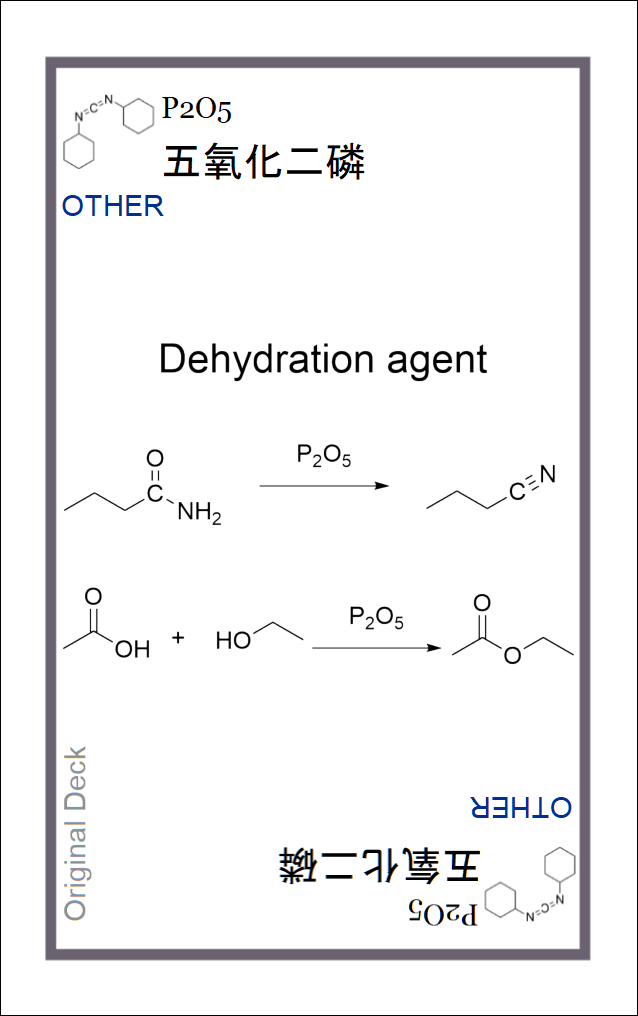 N=C=N
P2O5
五氧化二磷
OTHER
Dehydration agent
O
C
NH₂
P₂O₅
C≡N
O
OH
+
HO
P₂O₅
O
O
Original Deck
OTHER
五氧化二磷
P2O5
N=C=N